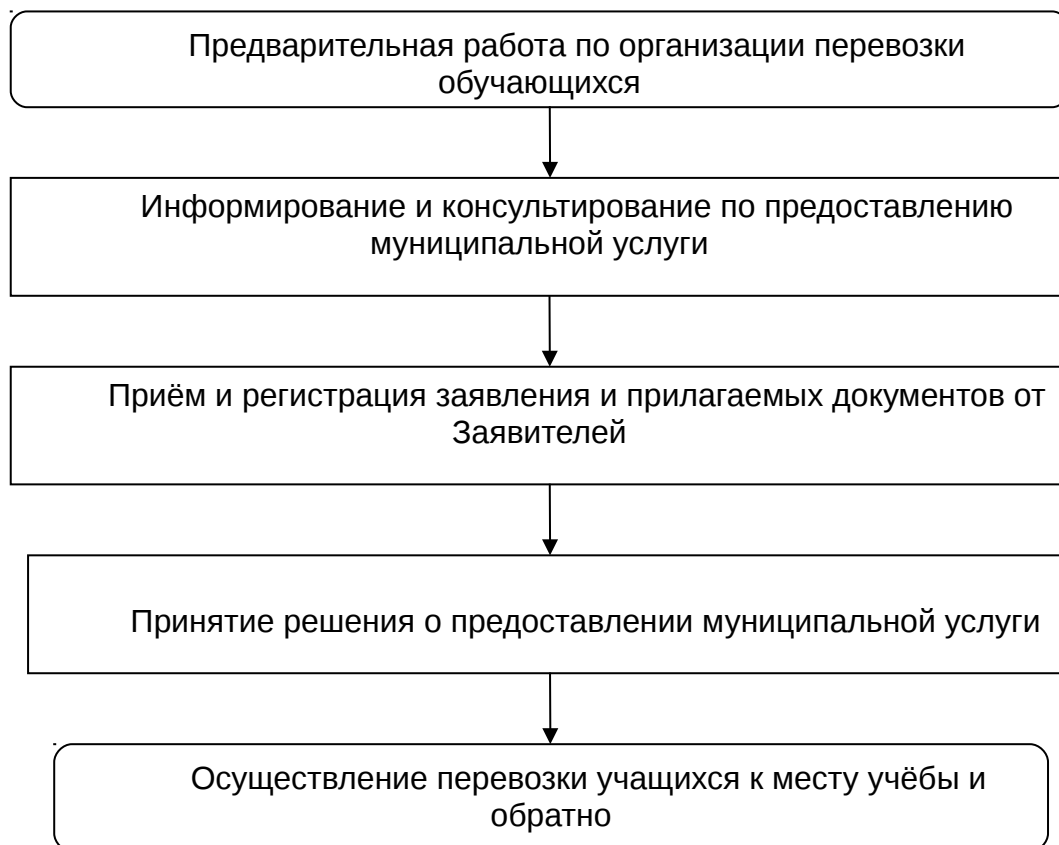 Предварительная работа по организации перевозки
обучающихся
Информирование и консультирование по предоставлению
муниципальной услуги
Приём и регистрация заявления и прилагаемых документов от
Заявителей
Принятие решения о предоставлении муниципальной услуги
Осуществление перевозки учащихся к месту учёбы и
обратно